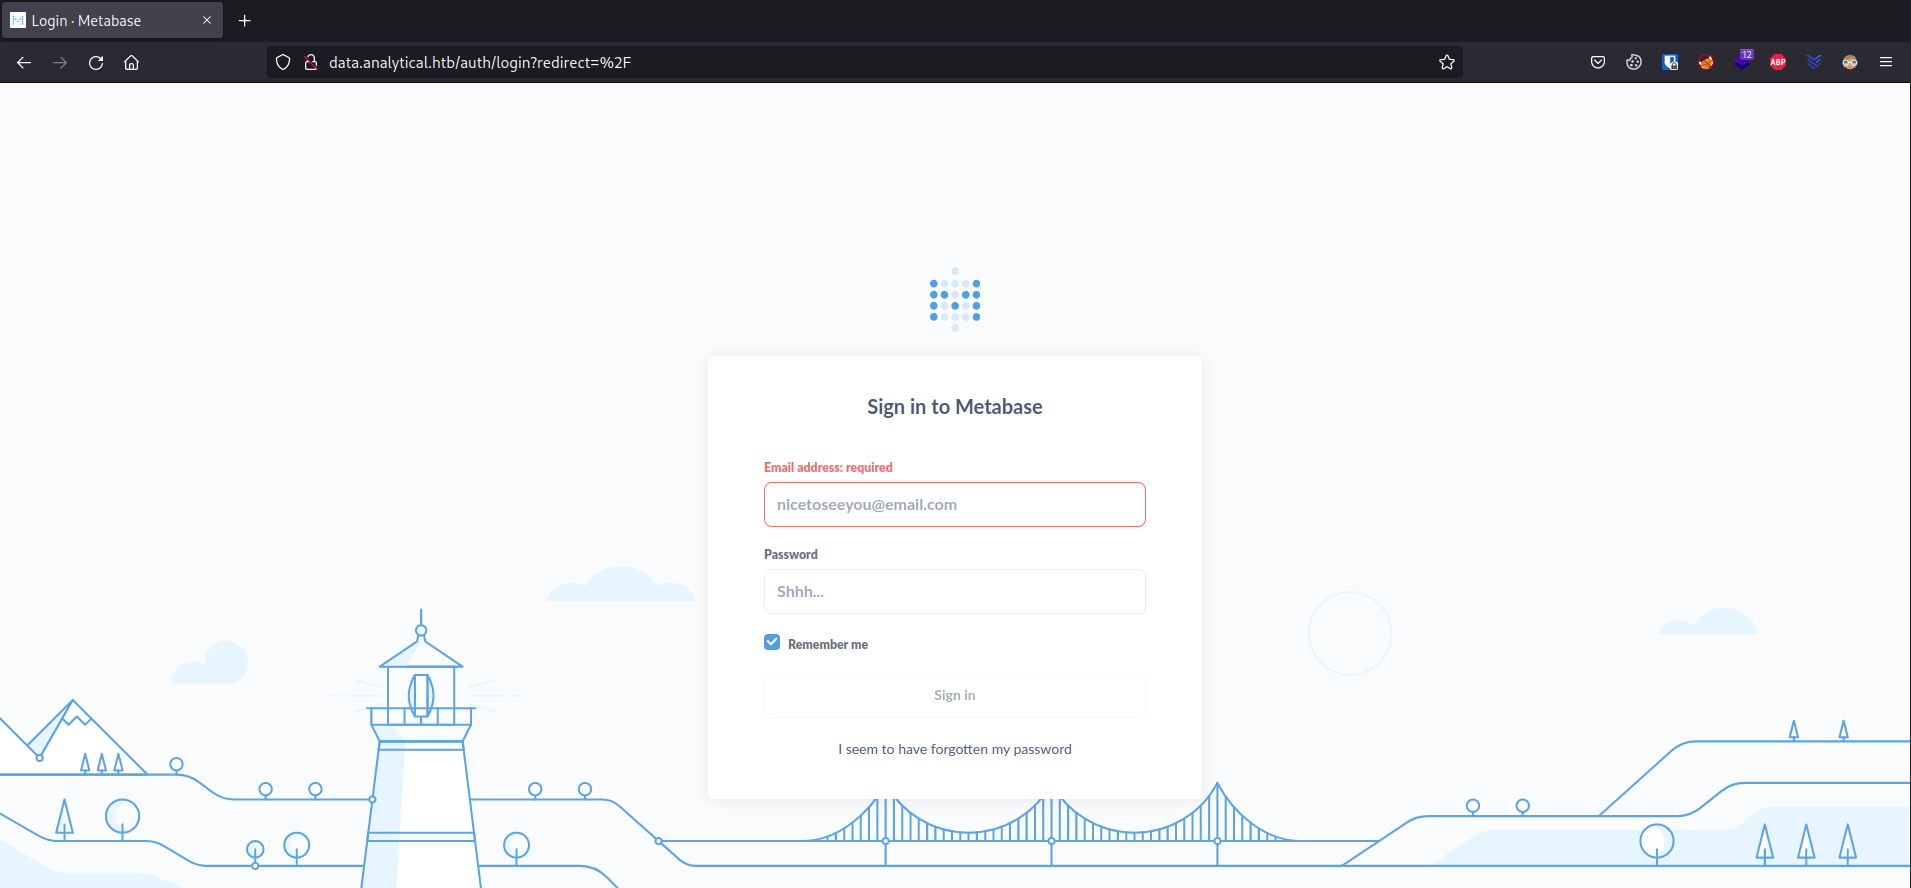 Login · Metabase
data.analytical.htb/auth/login?redirect=%2F
12
ABP
Sign in to Metabase
Email address: required
nicetoseeyou@email.com
Password
Shhh...
Remember me
Sign in
I seem to have forgotten my password